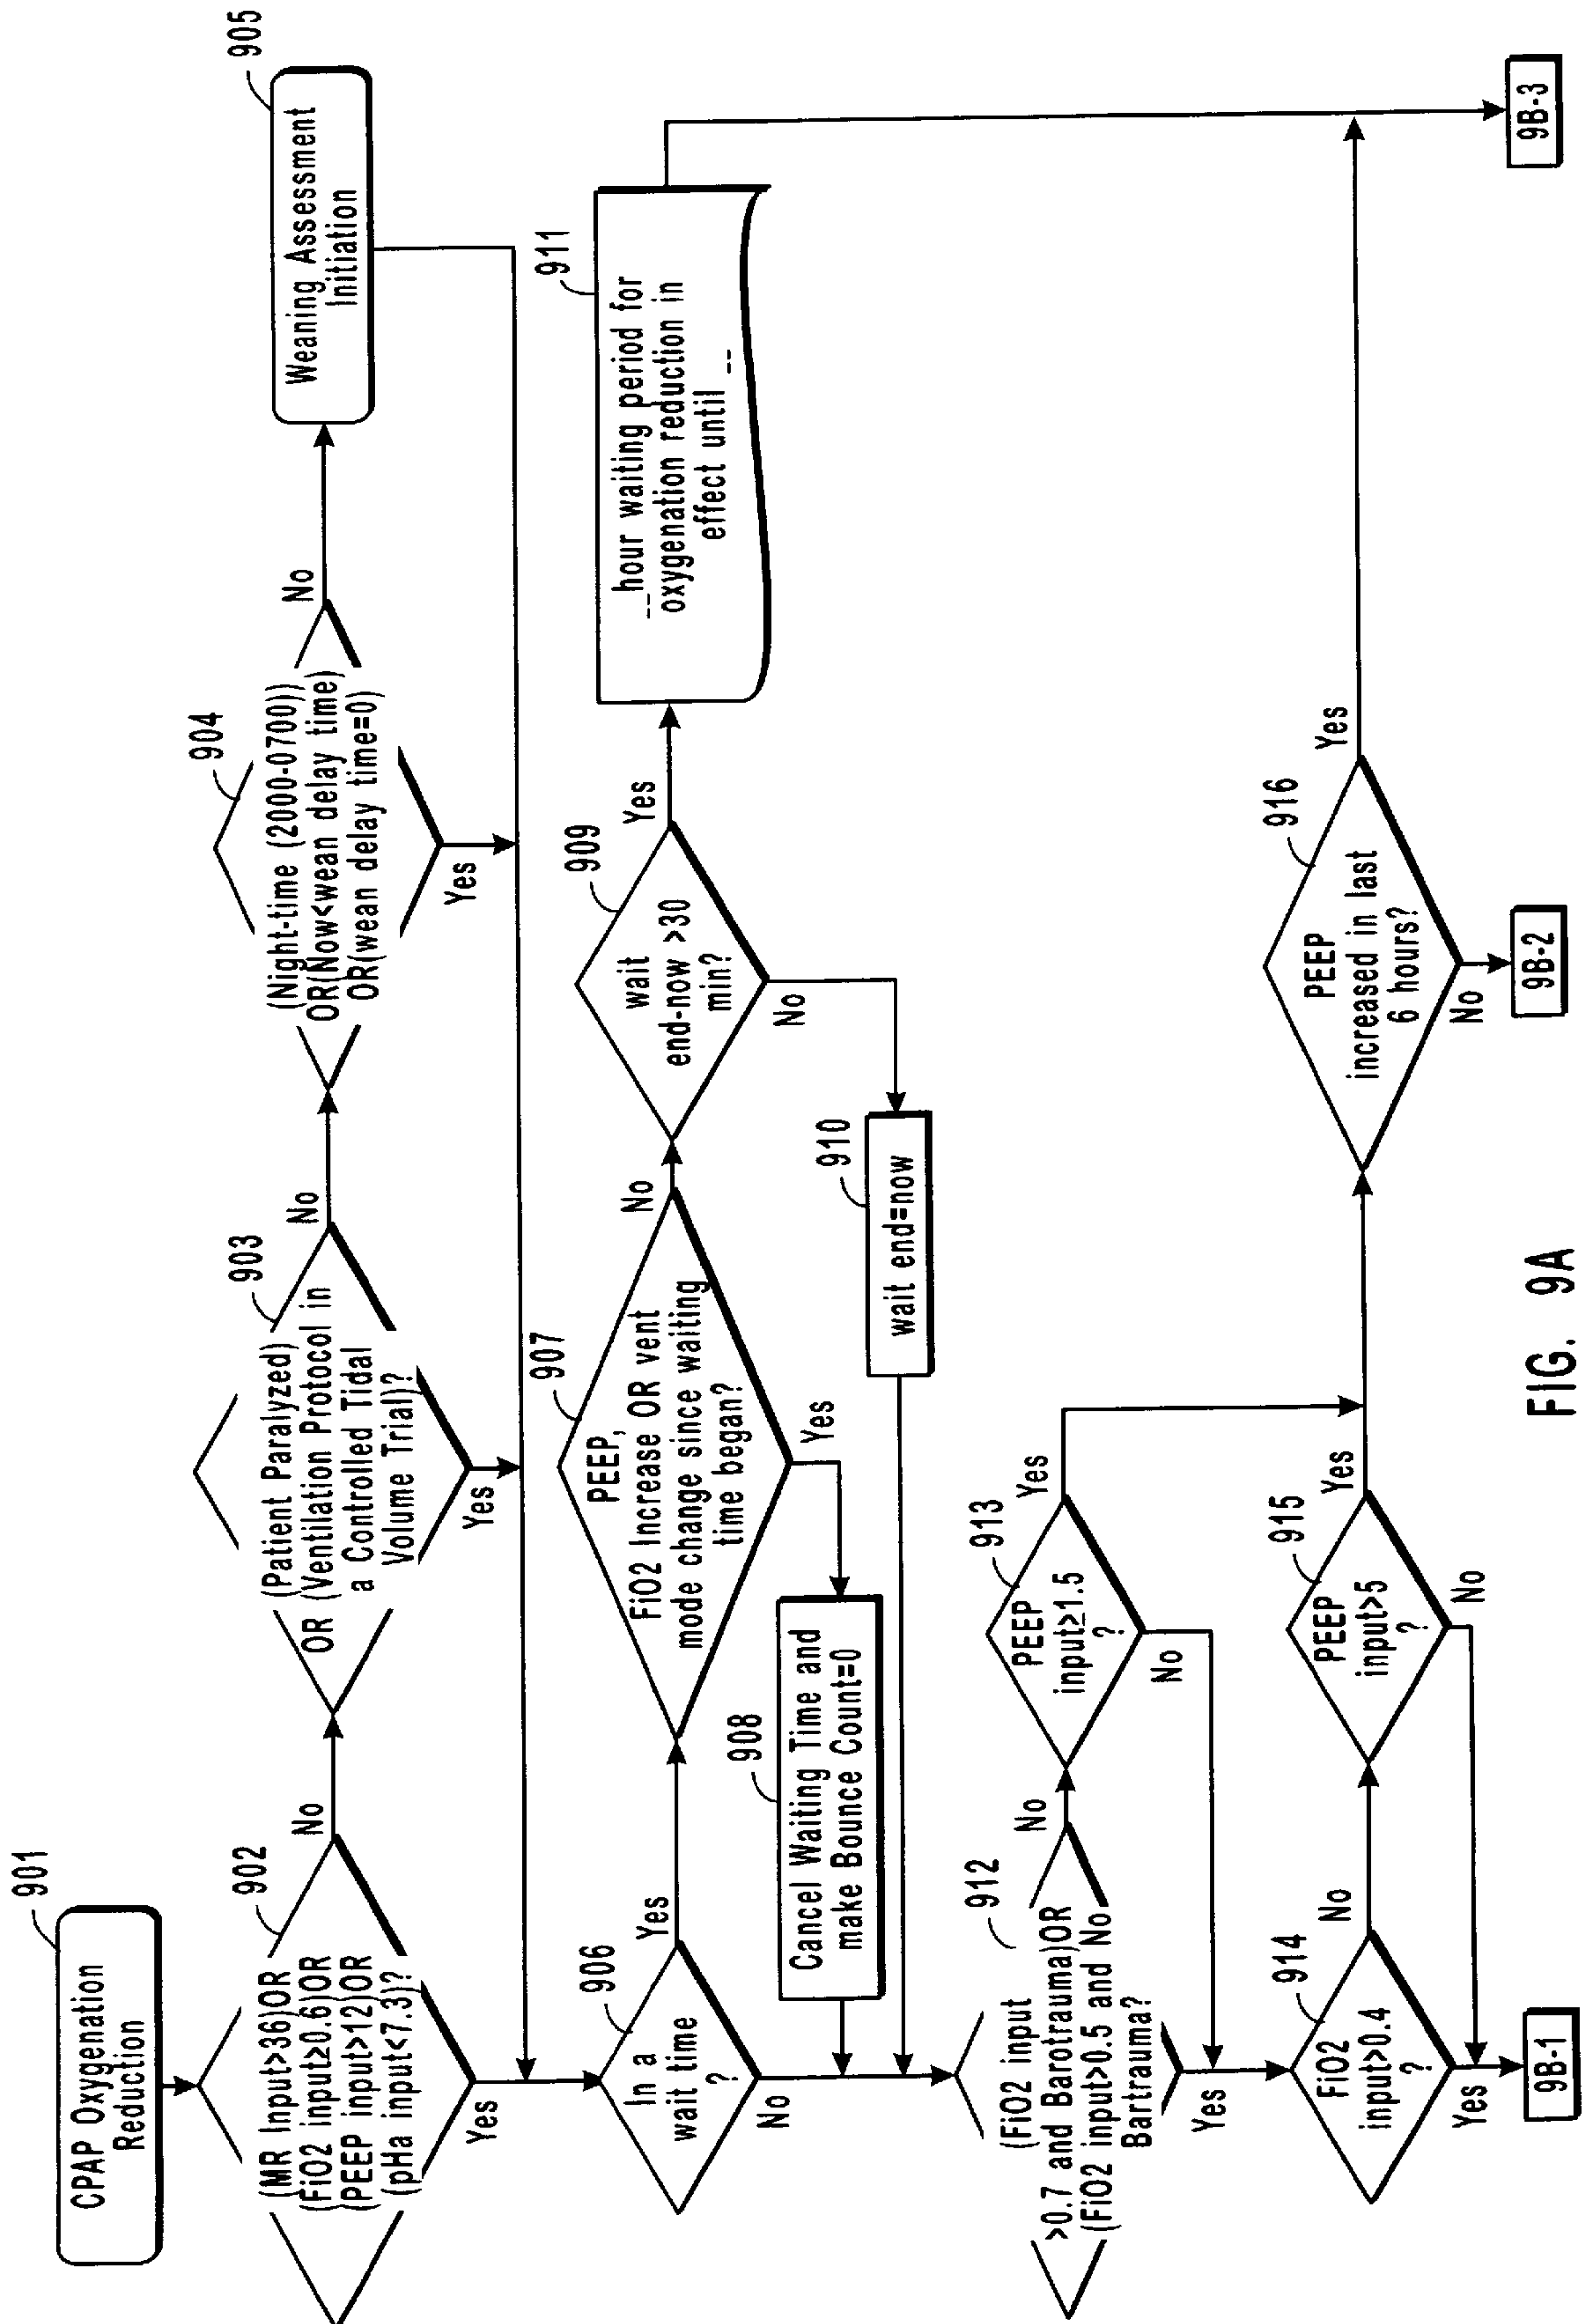 901
CPAP Oxygenation
Reduction
902
(MR Input>36)OR
(FiO2 input≥0.6)OR
(PEEP input>12)OR
(pHa input<7.3)?
No
Yes
903
(Patient Paralyzed)
OR (Ventilation Protocol in
a Controlled Tidal
Volume Trial)?
No
Yes
904
(Night-time (2000-0700))
OR(Now<wean delay time)
OR(wean delay time=0)
No
Yes
905
Weaning Assessment
Initiation
906
In a
wait time
?
Yes
No
907
PEEP,
FiO2 Increase OR vent
mode change since waiting
time began?
No
Yes
908
Cancel Waiting Time and
make Bounce Count=0
909
wait
end-now >30
min?
Yes
No
910
wait end=now
911
__hour waiting period for
oxygenation reduction in
effect until __
912
(FiO2 input
>0.7 and Barotrauma)OR
(FiO2 input>0.5 and No
Bartrauma?
No
Yes
913
PEEP
input≥1.5
?
Yes
No
914
FiO2
input>0.4
?
No
Yes
915
PEEP
input>5
?
Yes
No
916
PEEP
increased in last
6 hours?
Yes
No
9B-1
9B-2
9B-3
FIG. 9A